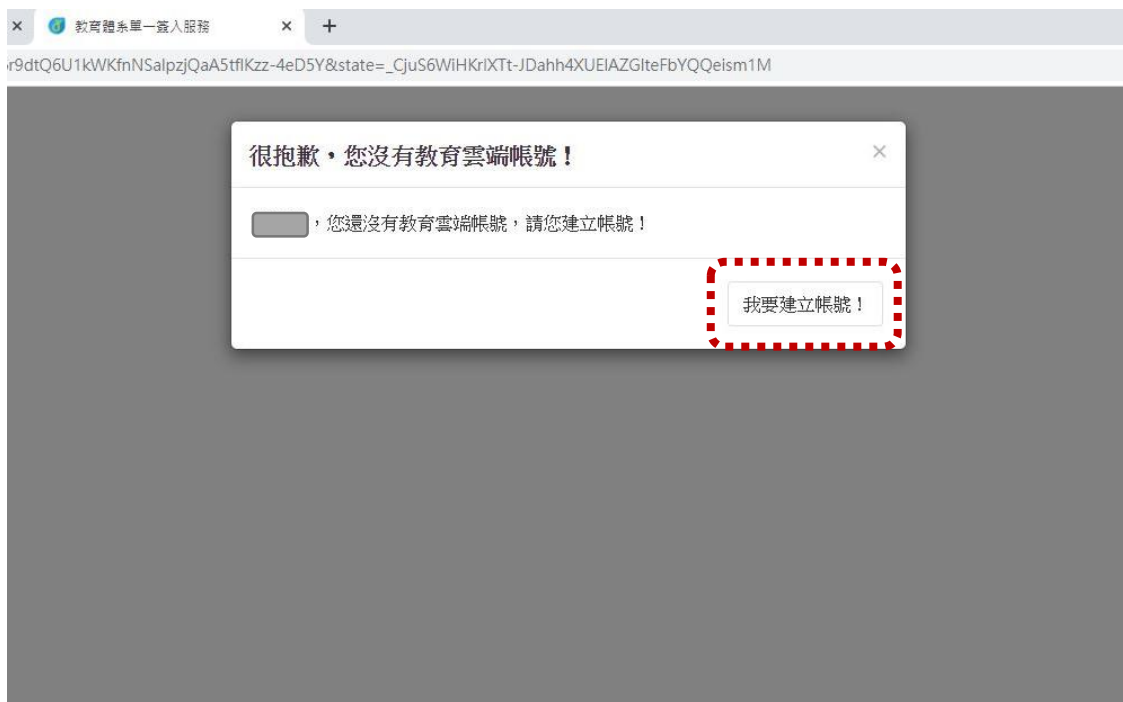 教育體系單一簽入服務
r9dtQ6U1kWKfnNSalpzjQaA5tflKzz-4eD5Y&state=_CjuS6WiHKrlXTt-JDahh4XUElAZGlteFbYQQeism1M
很抱歉，您沒有教育雲端帳號！
，您還沒有教育雲端帳號，請您建立帳號！
我要建立帳號！